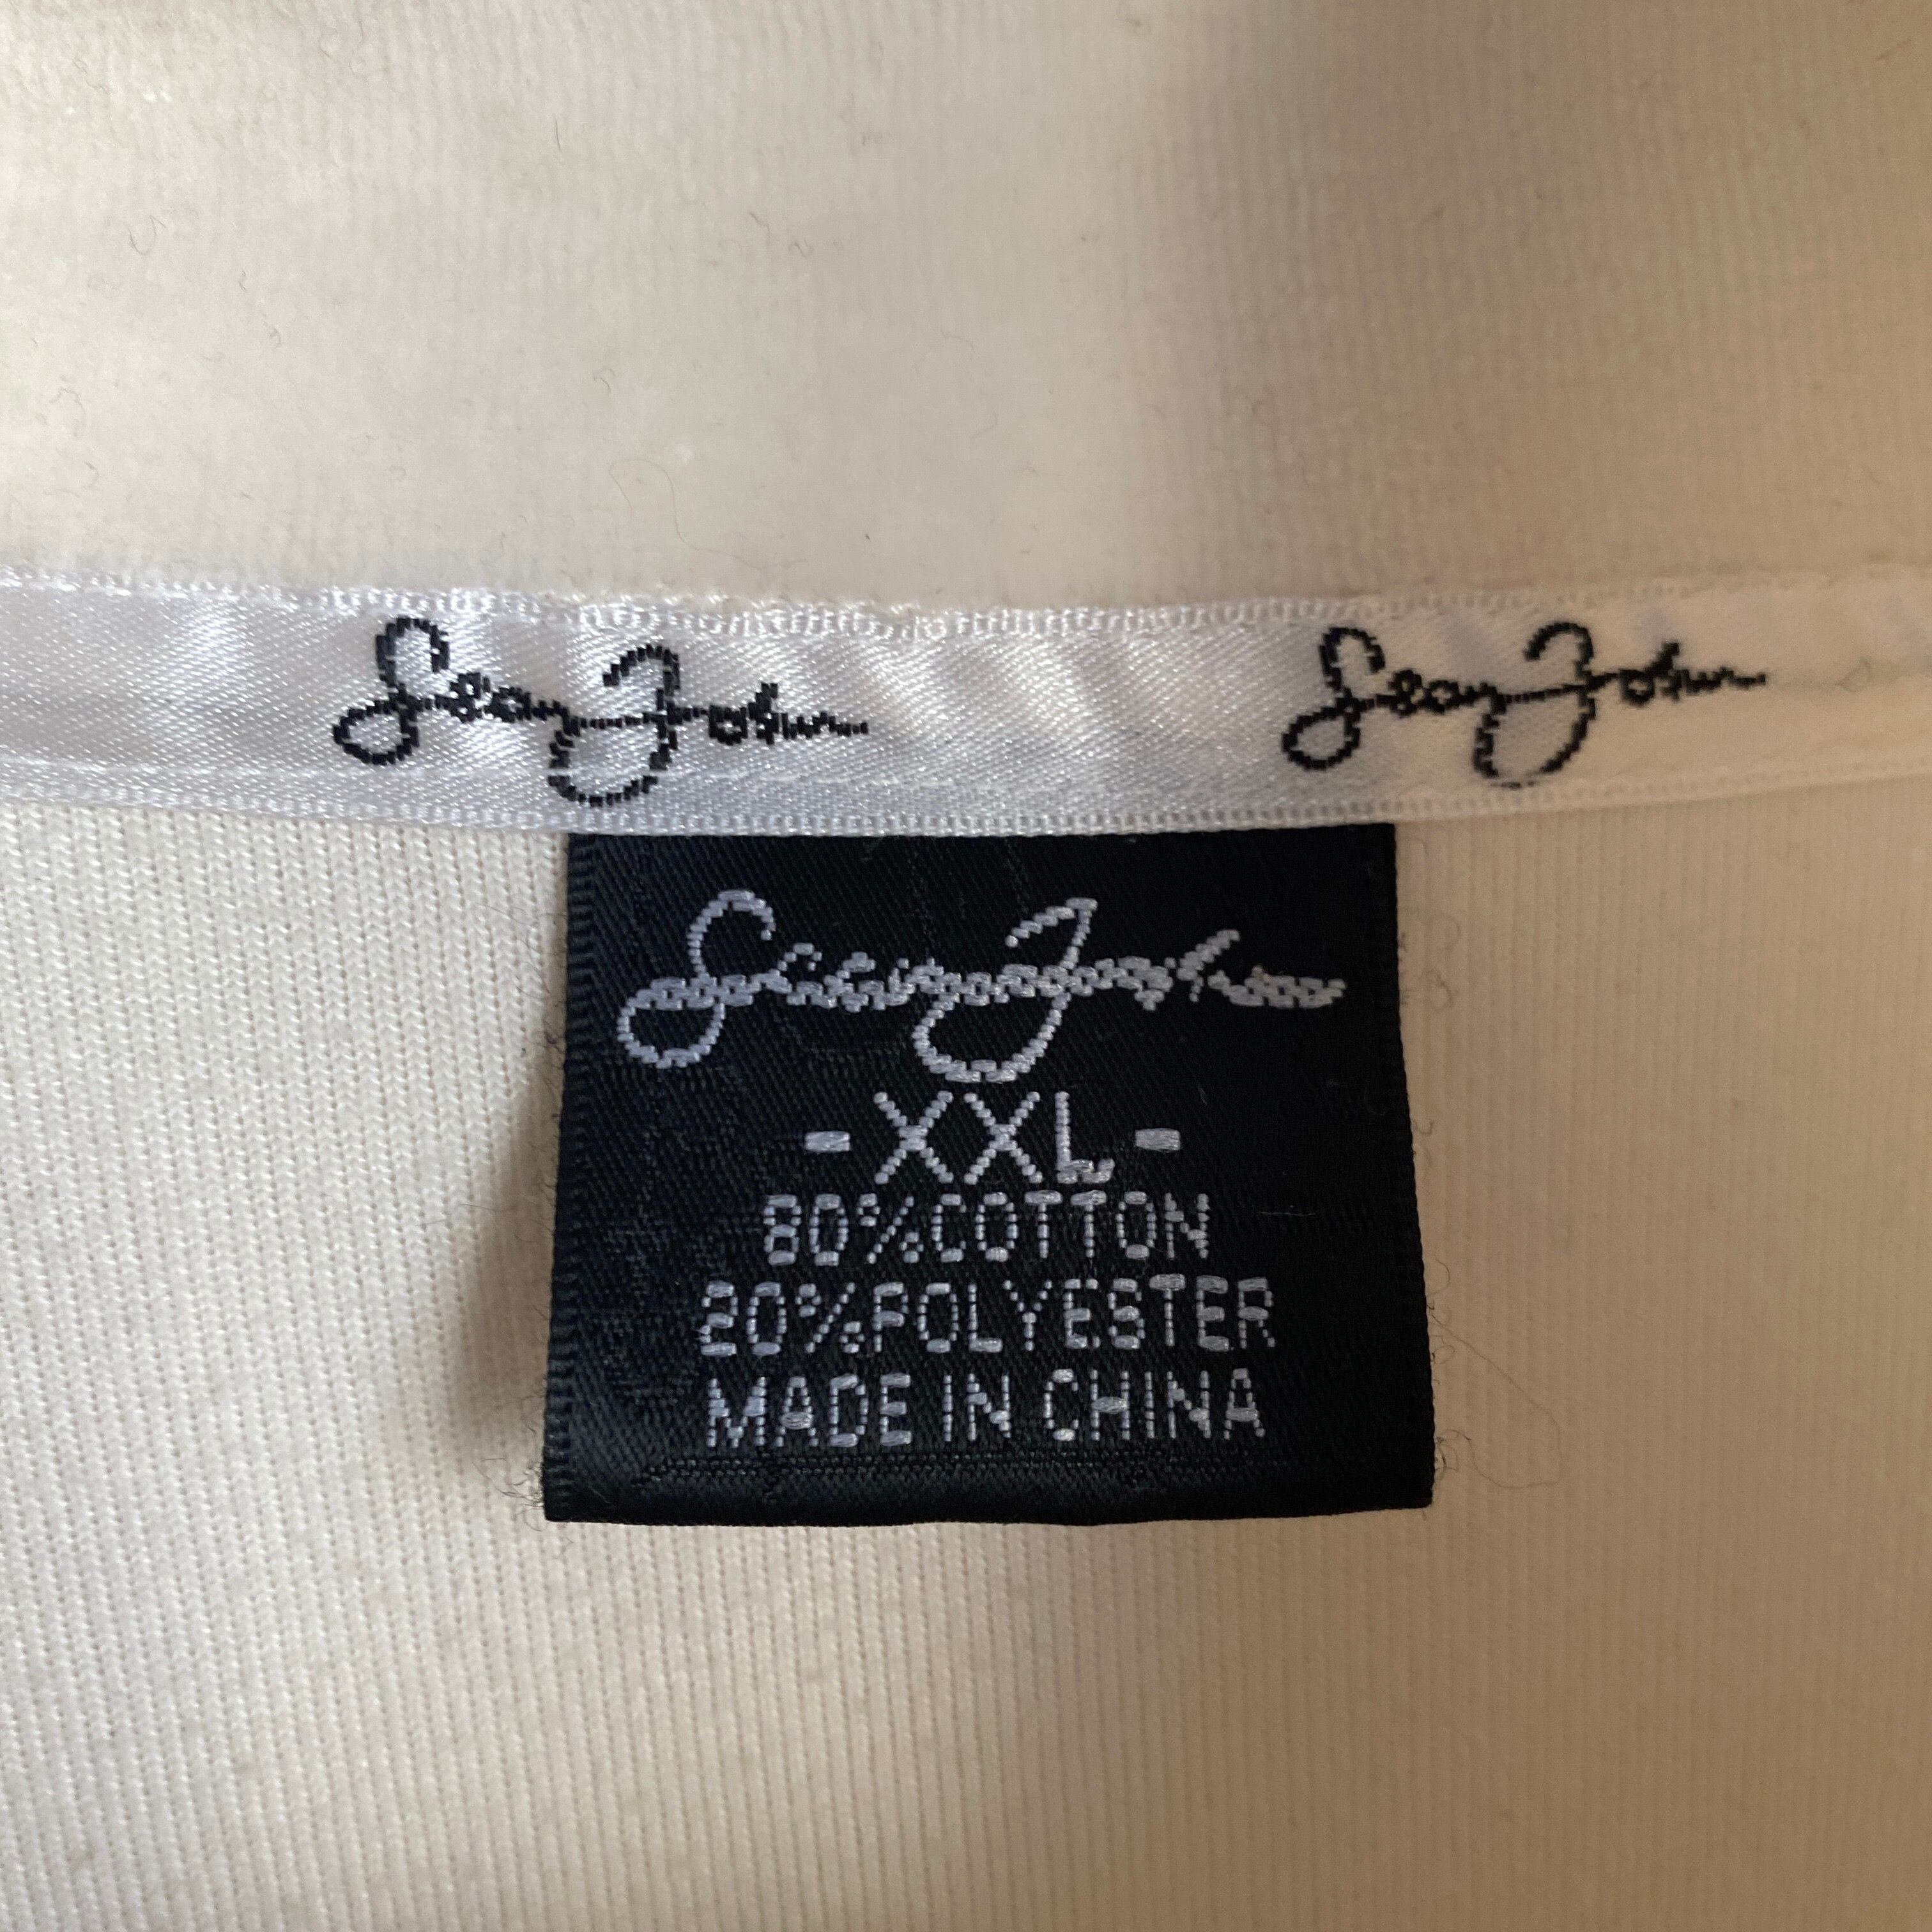 Sean John Sean John
Sean John
-XXL-
80%COTTON
20%POLYESTER
MADE IN CHINA